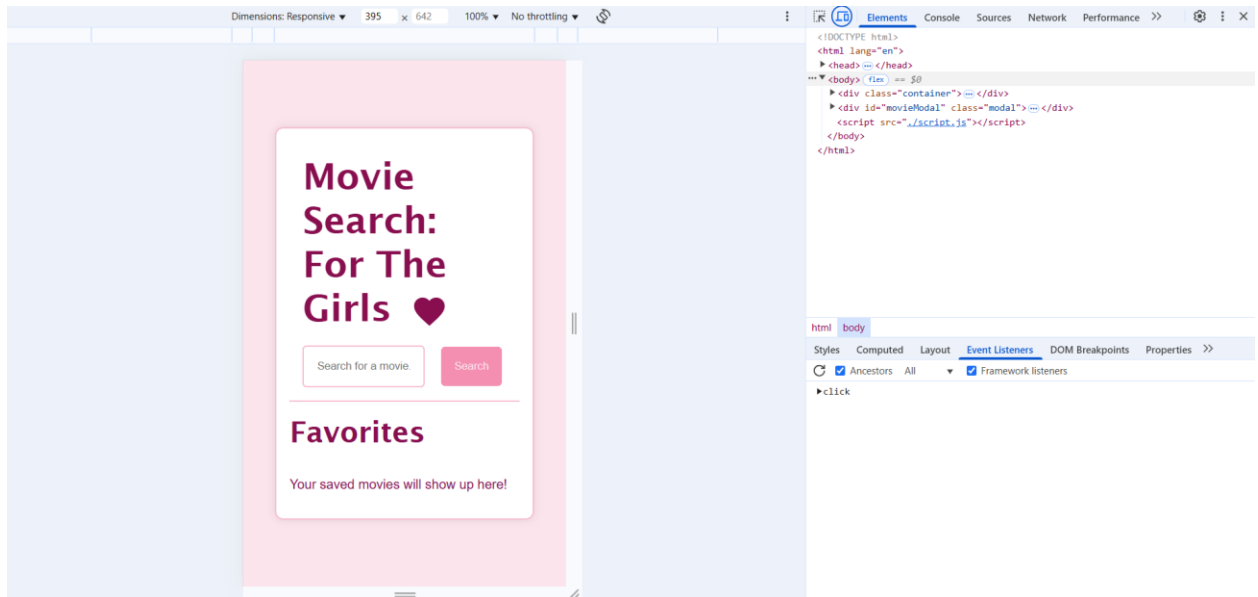 Dimensions: Responsive ▼ 395 × 642 100% ▼ No throttling ▼
Elements Console Sources Network Performance >>
<!DOCTYPE html>
<html lang="en">
▶ <head> ⋯ </head>
⋯ ▼ <body> flex == $0
▶ <div class="container"> ⋯ </div>
▶ <div id="movieModal" class="modal"> ⋯ </div>
<script src="./script.js"></script>
</body>
</html>
Movie
Search:
For The
Girls
Search for a movie
Search
Favorites
Your saved movies will show up here!
html body
Styles Computed Layout Event Listeners DOM Breakpoints Properties >>
Ancestors All ▼ Framework listeners
▶click